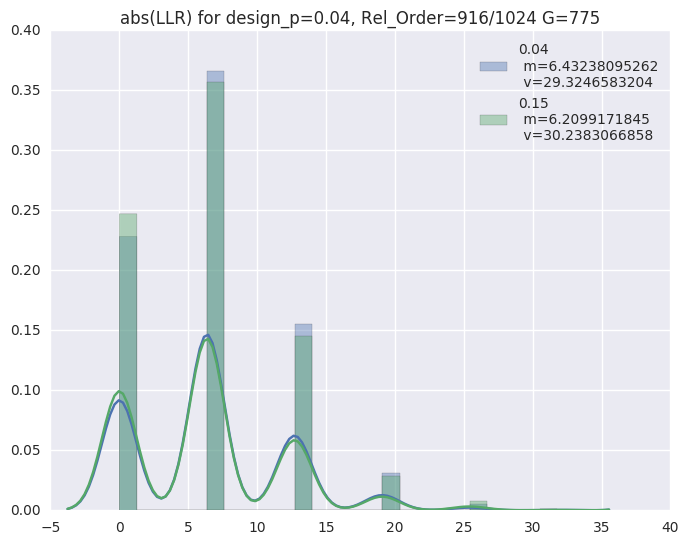 abs(LLR) for design_p=0.04, Rel_Order=916/1024 G=775
0.40
0.35
0.30
0.25
0.20
0.15
0.10
0.05
0.00
0.04
m=6.43238095262
v=29.3246583204
0.15
m=6.2099171845
v=30.2383066858
-5 0 5 10 15 20 25 30 35 40